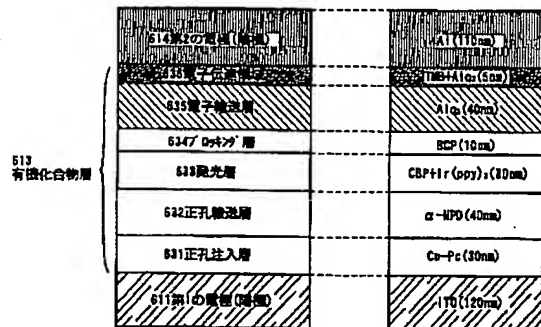 614第2の電極(陰極)
Al(110nm)
636電子伝達層
TMB+Alq₃(5nm)
635電子輸送層
Alq₃(40nm)
634ブロッキング層
BCP(10nm)
613
有機化合物層
633発光層
CBP+Ir(ppy)₃(30nm)
632正孔輸送層
α-NPD(40nm)
631正孔注入層
Cu-Pc(30nm)
611第1の電極(陽極)
ITO(120nm)